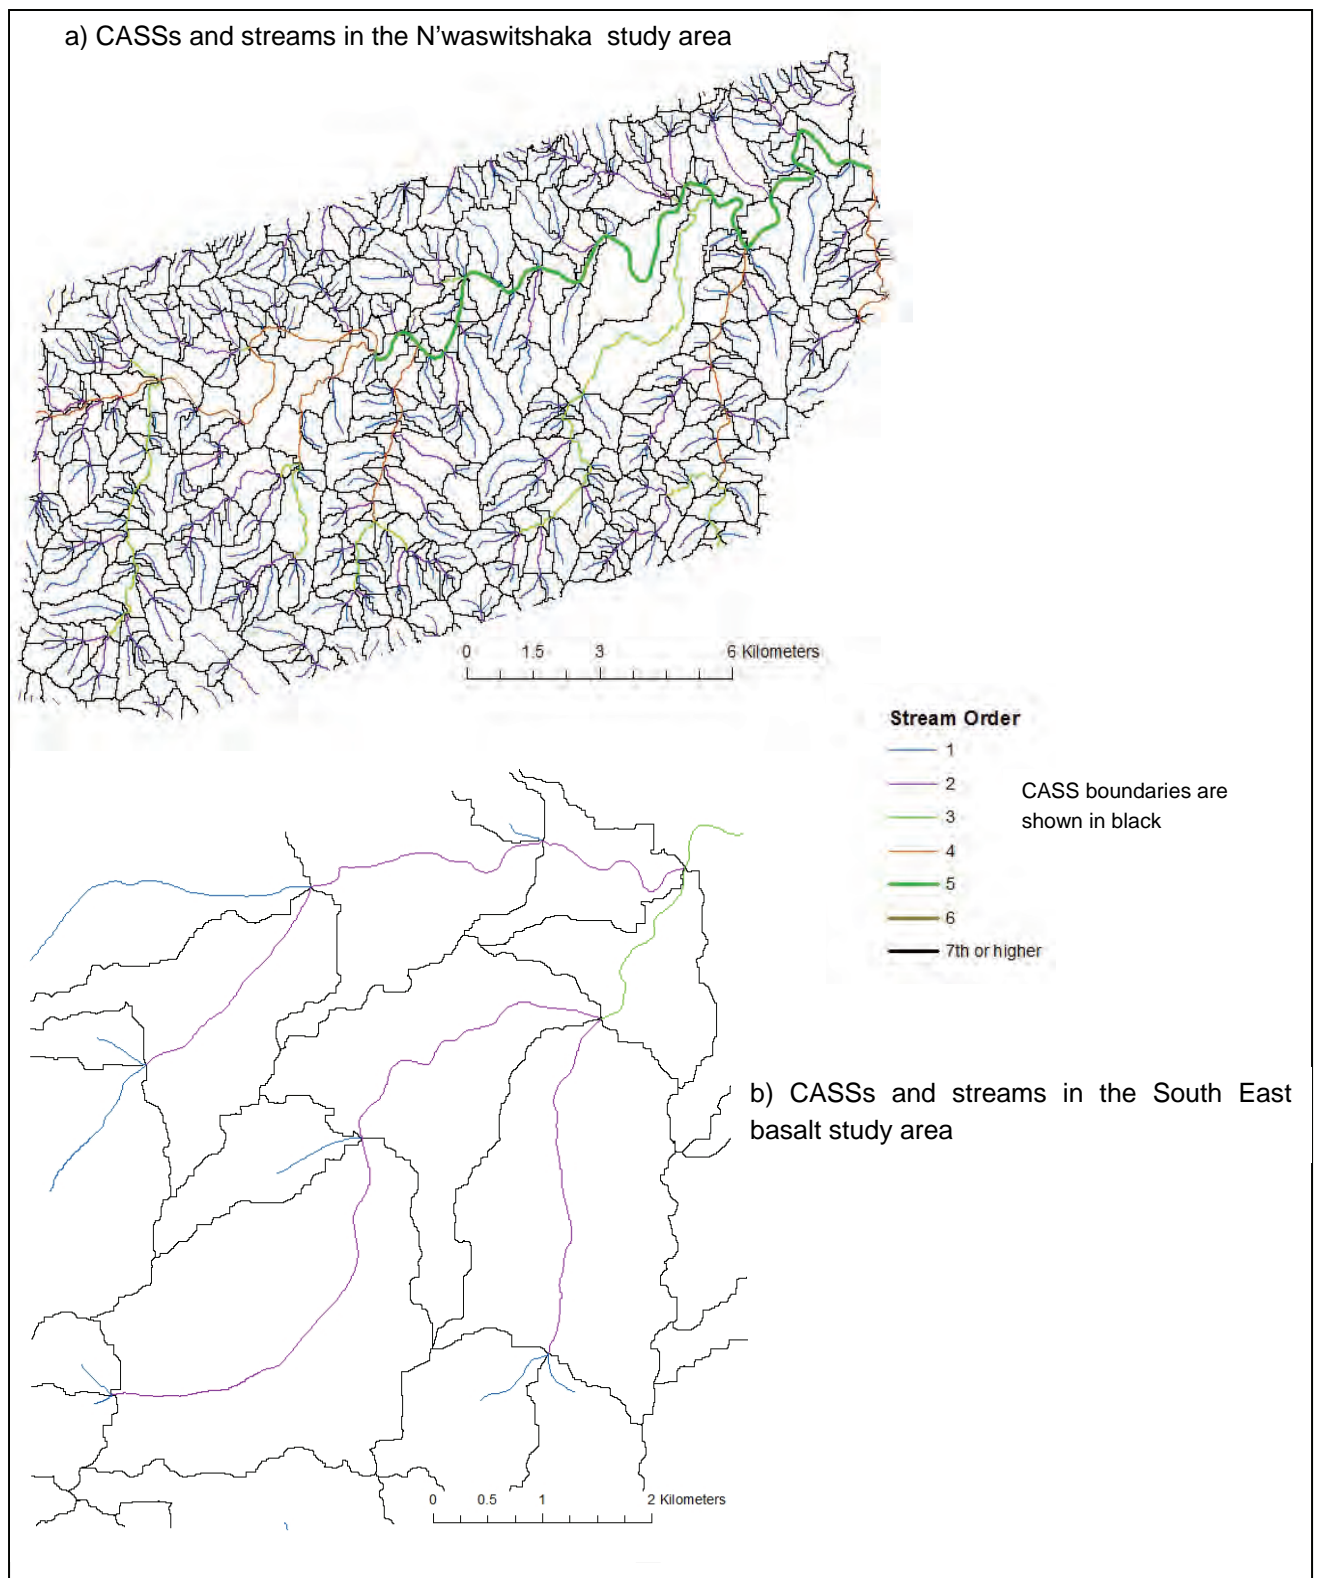 a) CASSs and streams in the N'waswitshaka study area
0 1.5 3 6 Kilometers
Stream Order
1
2
3
4
5
6
7th or higher
CASS boundaries are
shown in black
b) CASSs and streams in the South East
basalt study area
0 0.5 1 2 Kilometers